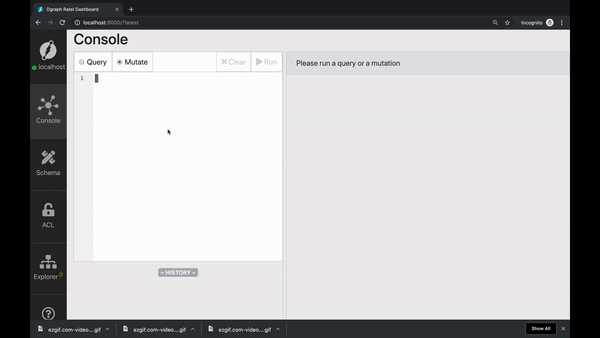 Dgraph Ratel Dashboard
localhost:8000/?latest
Incognito
localhost
Console
Schema
ACL
Explorer
Console
Query
Mutate
Clear
Run
1
HISTORY
Please run a query or a mutation
ezgif.com-video....gif
ezgif.com-video....gif
ezgif.com-video....gif
Show All